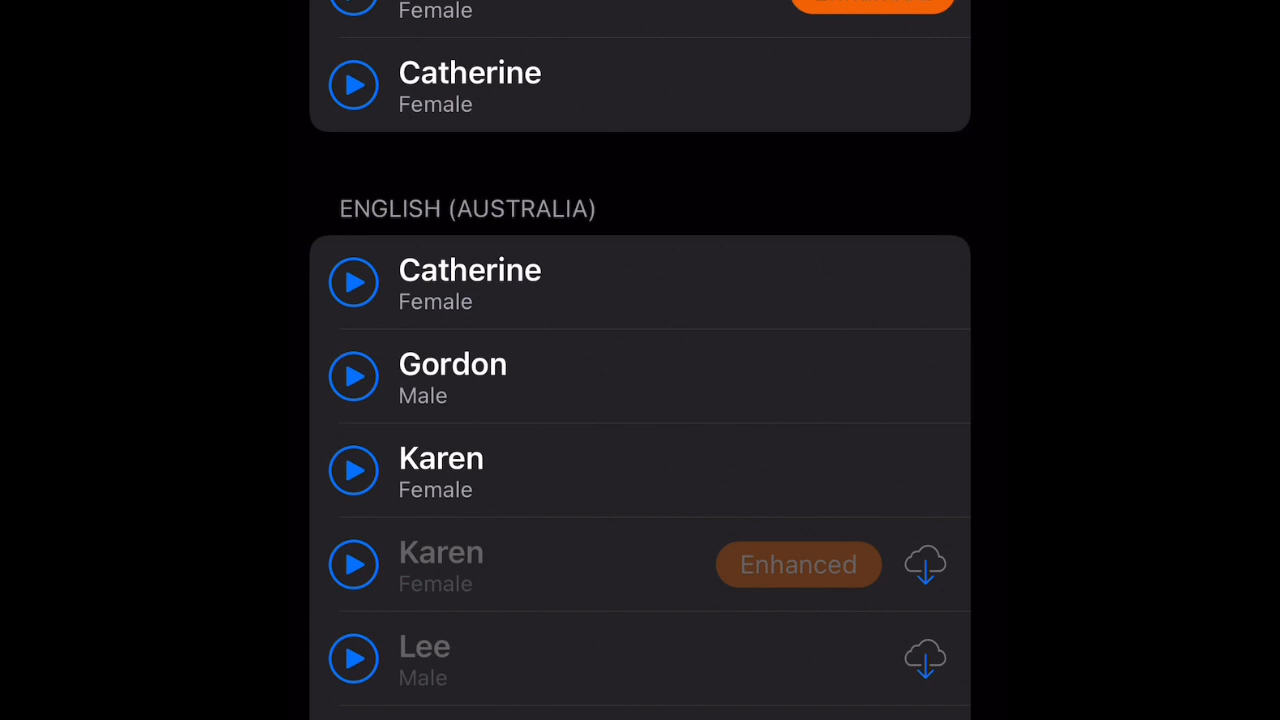 Female
Catherine
Female
ENGLISH (AUSTRALIA)
Catherine
Female
Gordon
Male
Karen
Female
Karen
Female
Enhanced
Lee
Male